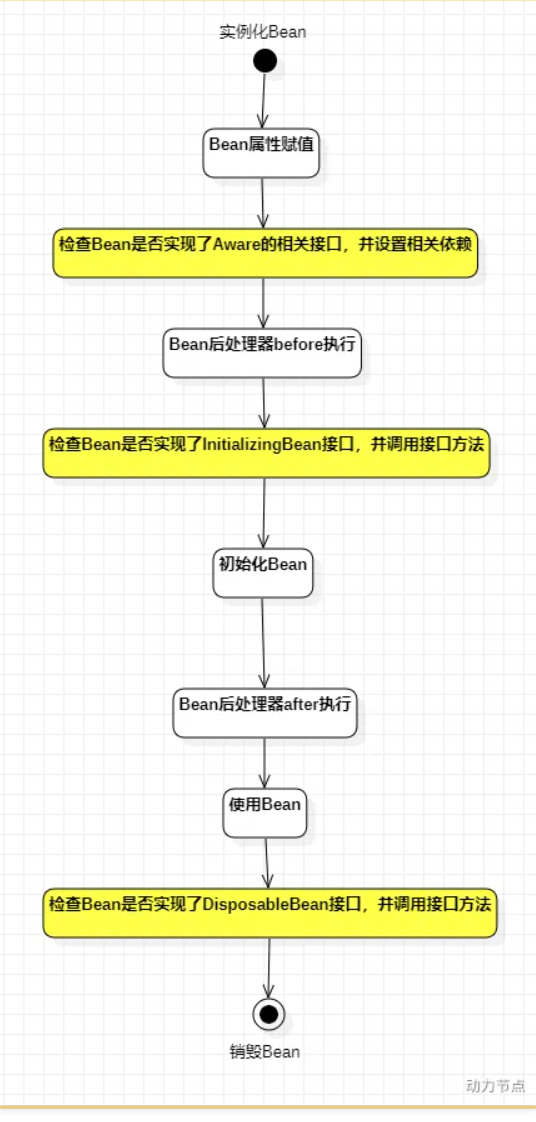 实例化Bean
Bean属性赋值
检查Bean是否实现了Aware的相关接口，并设置相关依赖
Bean后处理器before执行
检查Bean是否实现了InitializingBean接口，并调用接口方法
初始化Bean
Bean后处理器after执行
使用Bean
检查Bean是否实现了DisposableBean接口，并调用接口方法
销毁Bean
动力节点